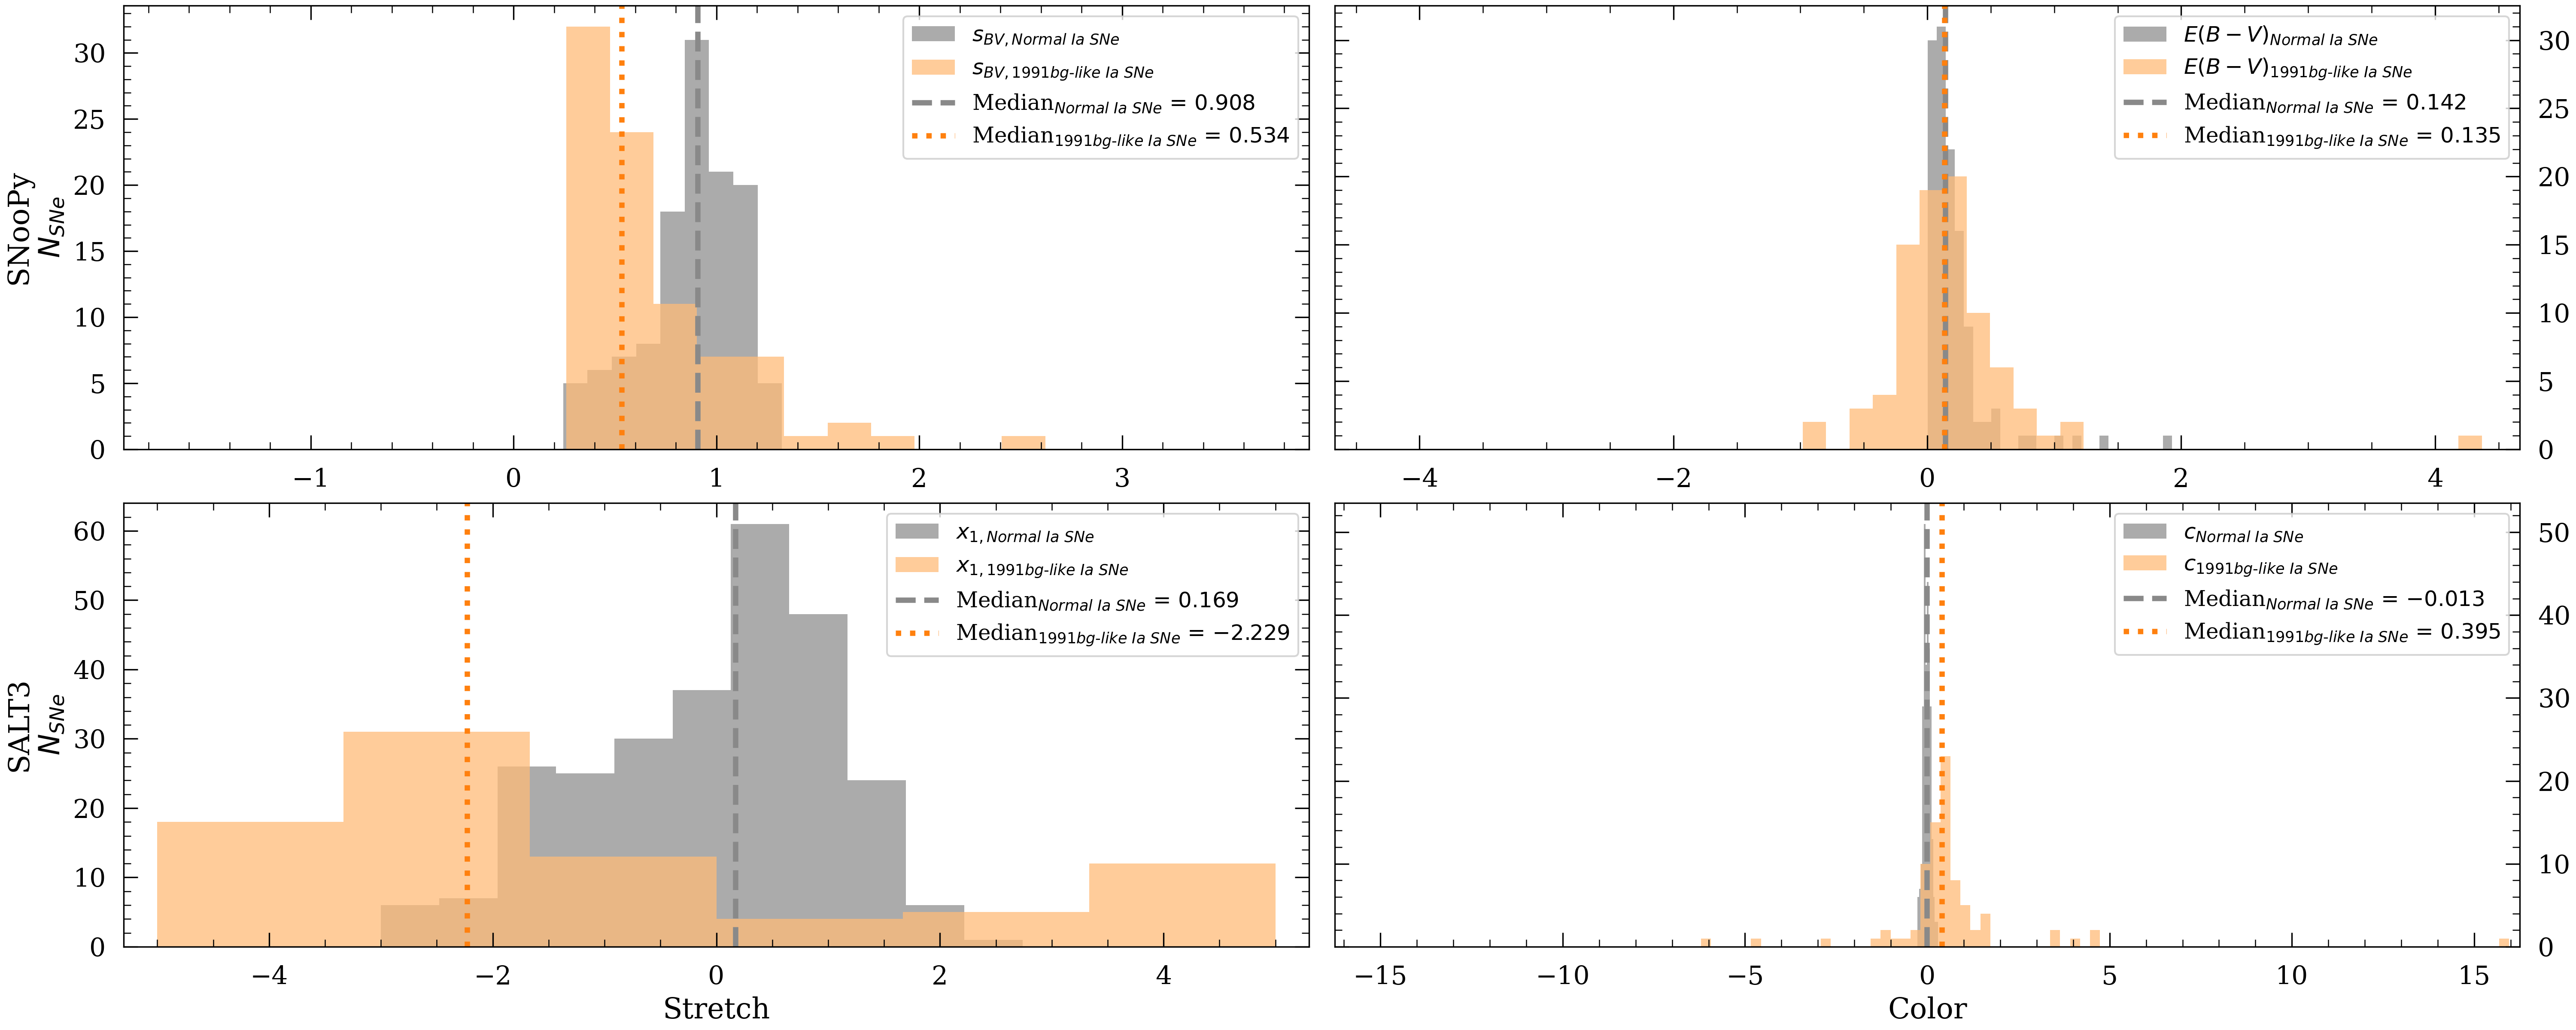 SNooPy
N_SNe
30
25
20
15
10
5
0
−1 0 1 2 3
s_BV, Normal Ia SNe
s_BV, 1991bg-like Ia SNe
Median_Normal Ia SNe = 0.908
Median_1991bg-like Ia SNe = 0.534
E(B − V)_Normal Ia SNe
E(B − V)_1991bg-like Ia SNe
Median_Normal Ia SNe = 0.142
Median_1991bg-like Ia SNe = 0.135
30
25
20
15
10
5
0
−4 −2 0 2 4
SALT3
N_SNe
60
50
40
30
20
10
0
−4 −2 0 2 4
Stretch
x_1, Normal Ia SNe
x_1, 1991bg-like Ia SNe
Median_Normal Ia SNe = 0.169
Median_1991bg-like Ia SNe = −2.229
c_Normal Ia SNe
c_1991bg-like Ia SNe
Median_Normal Ia SNe = −0.013
Median_1991bg-like Ia SNe = 0.395
50
40
30
20
10
0
−15 −10 −5 0 5 10 15
Color